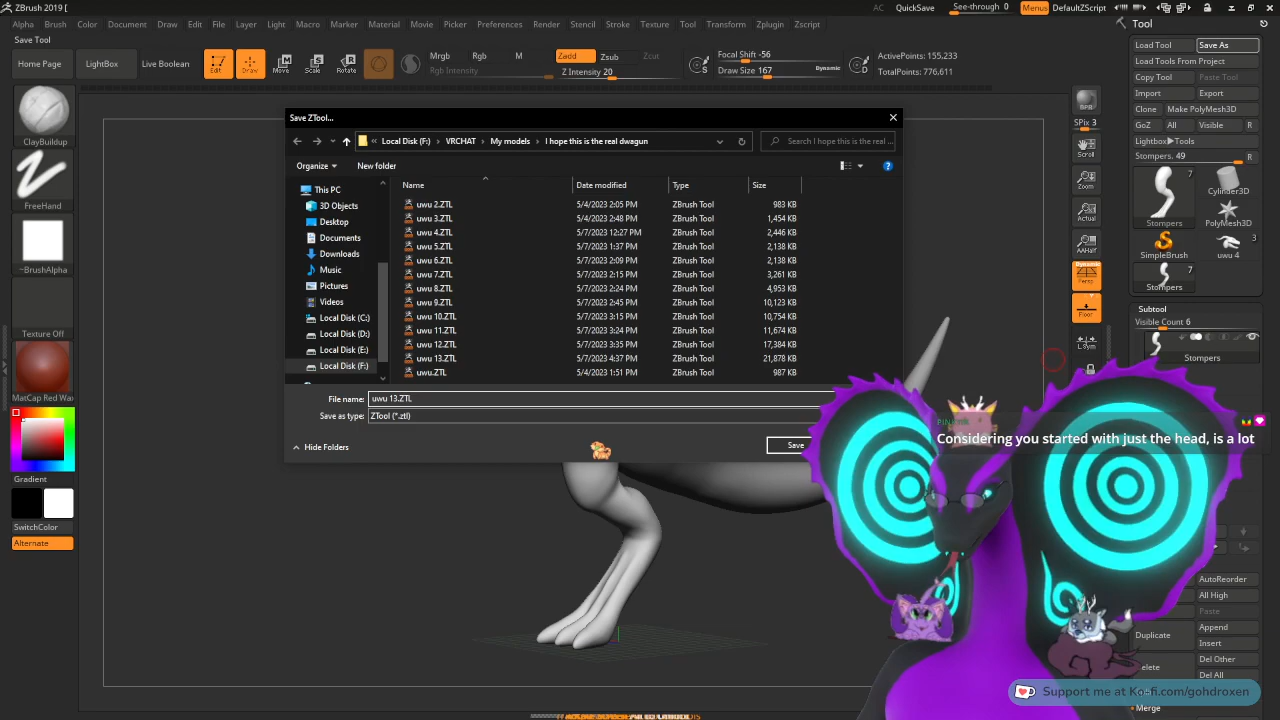 ZBrush 2019 [
AC QuickSave See-through 0 Menus DefaultZScript
Alpha Brush Color Document Draw Edit File Layer Light Macro Marker Material Movie Picker Preferences Render Stencil Stroke Texture Tool Transform Zplugin Zscript
Save Tool
Home Page LightBox Live Boolean Edit Draw Move Scale Rotate
Mrgb Rgb M Zadd Zsub Zcut
Rgb Intensity Z Intensity 20
Focal Shift -56
Draw Size 167 Dynamic
S D
ActivePoints: 155,233
TotalPoints: 776,611
ClayBuildup
FreeHand
~BrushAlpha
Texture Off
MatCap Red Wax
Gradient
SwitchColor
Alternate
Save ZTool...
« Local Disk (F:) > VRCHAT > My models > I hope this is the real dwagun
Search I hope this is the real ...
Organize New folder
Name Date modified Type Size
This PC
3D Objects
Desktop
Documents
Downloads
Music
Pictures
Videos
Local Disk (C:)
Local Disk (D:)
Local Disk (E:)
Local Disk (F:)
uwu 2.ZTL 5/4/2023 2:05 PM ZBrush Tool 983 KB
uwu 3.ZTL 5/4/2023 2:48 PM ZBrush Tool 1,454 KB
uwu 4.ZTL 5/7/2023 12:27 PM ZBrush Tool 2,446 KB
uwu 5.ZTL 5/7/2023 1:37 PM ZBrush Tool 2,138 KB
uwu 6.ZTL 5/7/2023 2:09 PM ZBrush Tool 2,138 KB
uwu 7.ZTL 5/7/2023 2:15 PM ZBrush Tool 3,261 KB
uwu 8.ZTL 5/7/2023 2:24 PM ZBrush Tool 4,953 KB
uwu 9.ZTL 5/7/2023 2:45 PM ZBrush Tool 10,123 KB
uwu 10.ZTL 5/7/2023 3:15 PM ZBrush Tool 10,754 KB
uwu 11.ZTL 5/7/2023 3:24 PM ZBrush Tool 11,674 KB
uwu 12.ZTL 5/7/2023 3:35 PM ZBrush Tool 17,384 KB
uwu 13.ZTL 5/7/2023 4:37 PM ZBrush Tool 21,878 KB
uwu.ZTL 5/4/2023 1:51 PM ZBrush Tool 987 KB
File name: uwu 13.ZTL
Save as type: ZTool (*.ztl)
Hide Folders Save
BPR
SPix 3
Scroll
Zoom
Actual
AAHalf
Dynamic
Persp
Floor
L.Sym
Tool
Load Tool Save As
Load Tools From Project
Copy Tool Paste Tool
Import Export
Clone Make PolyMesh3D
GoZ All Visible R
Lightbox▸Tools
Stompers. 49 R
7
Stompers Cylinder3D
PolyMesh3D
SimpleBrush uwu 4 3
7
Stompers
Subtool
Visible Count 6
Stompers
Considering you started with just the head, is a lot
AutoReorder
All High
Paste
Duplicate Append
Insert
Del Other
Del All
Merge
Support me at Ko-fi.com/gohdroxen